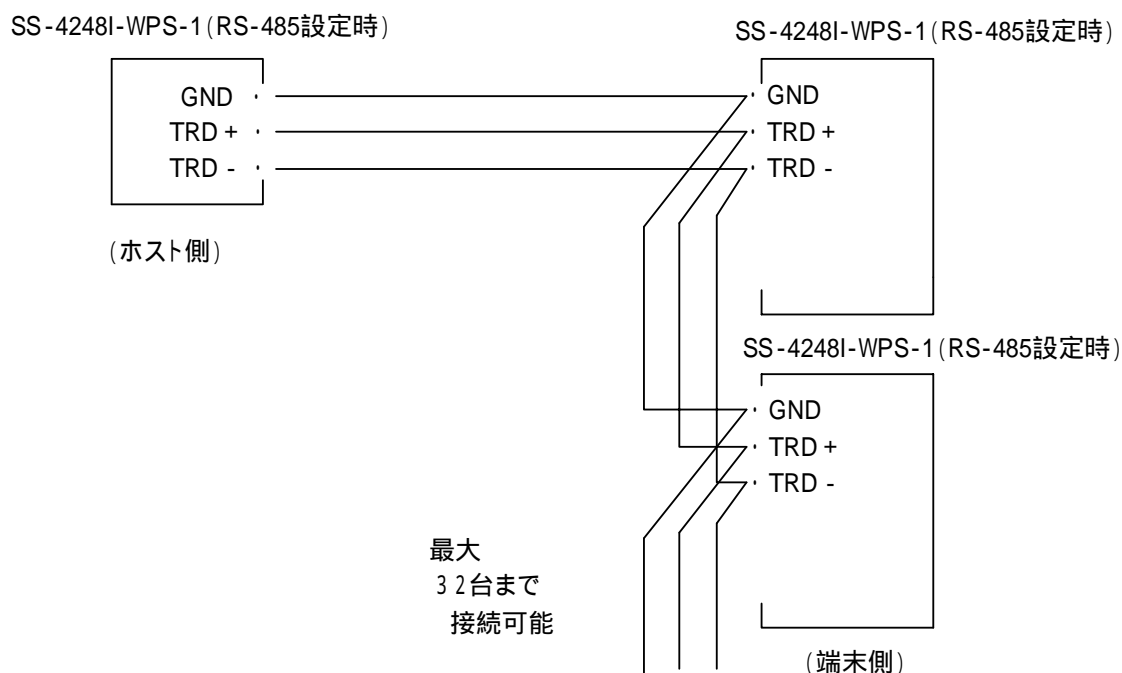 SS-4248I-WPS-1(RS-485設定時)
GND
TRD +
TRD -
(ホスト側)
SS-4248I-WPS-1(RS-485設定時)
GND
TRD +
TRD -
SS-4248I-WPS-1(RS-485設定時)
GND
TRD +
TRD -
(端末側)
最大
32台まで
接続可能